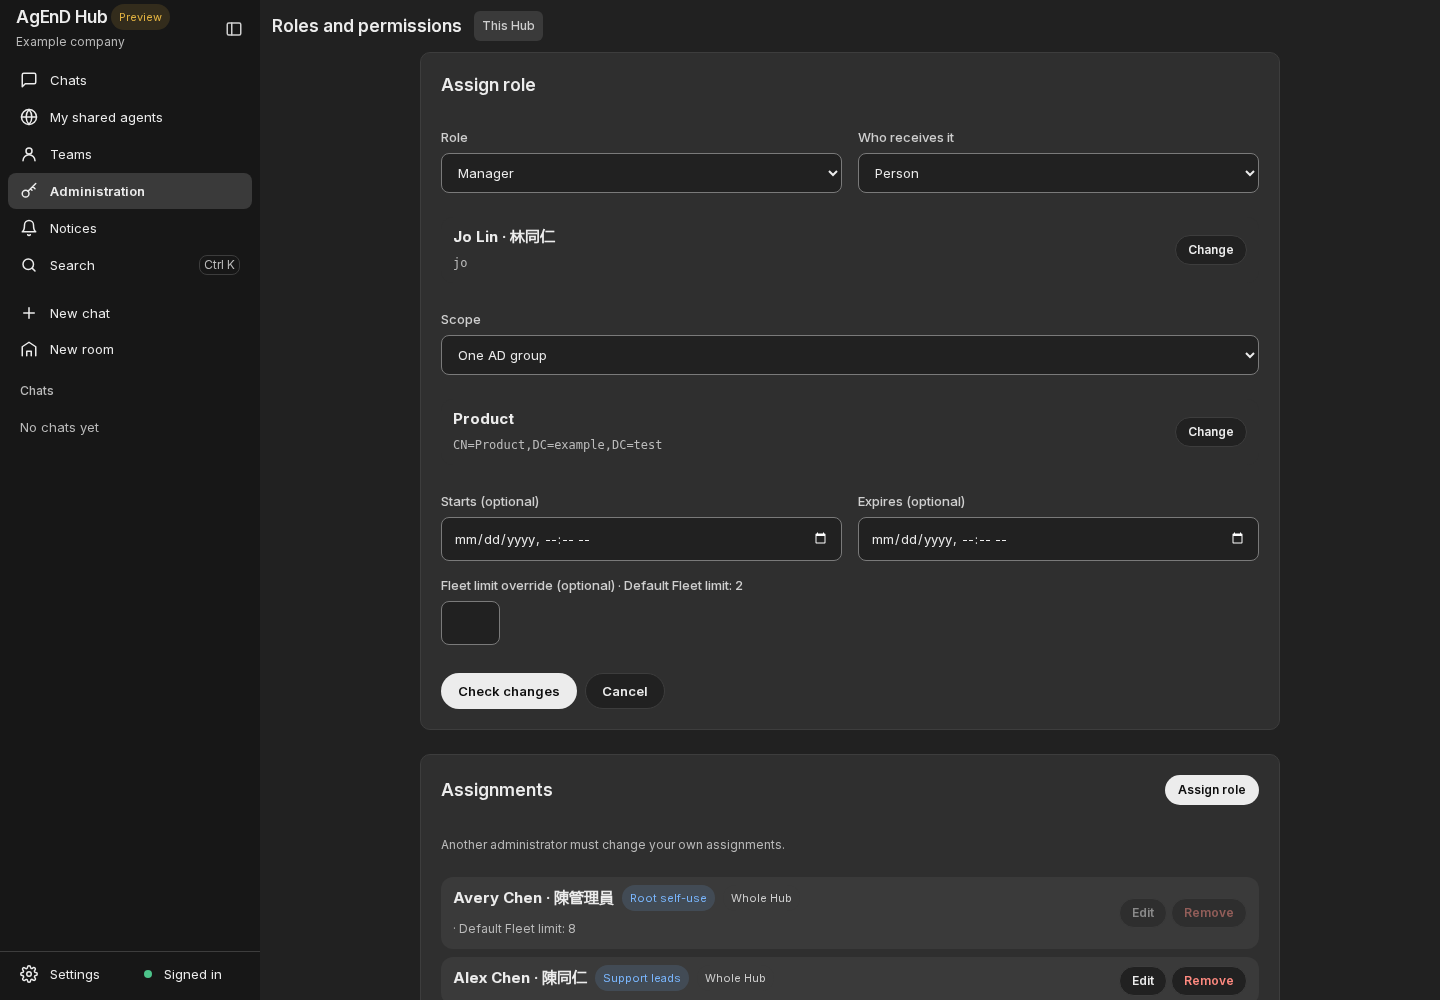 AgEnD Hub Preview
Example company
Chats
My shared agents
Teams
Administration
Notices
Search Ctrl K
New chat
New room
Chats
No chats yet
Settings Signed in
Roles and permissions This Hub
Assign role
Role Who receives it
Manager Person
Jo Lin · 林同仁
jo Change
Scope
One AD group
Product
CN=Product,DC=example,DC=test Change
Starts (optional) Expires (optional)
mm/dd/yyyy, --:-- -- mm/dd/yyyy, --:-- --
Fleet limit override (optional) · Default Fleet limit: 2
Check changes Cancel
Assignments Assign role
Another administrator must change your own assignments.
Avery Chen · 陳管理員 Root self-use Whole Hub Edit Remove
· Default Fleet limit: 8
Alex Chen · 陳同仁 Support leads Whole Hub Edit Remove